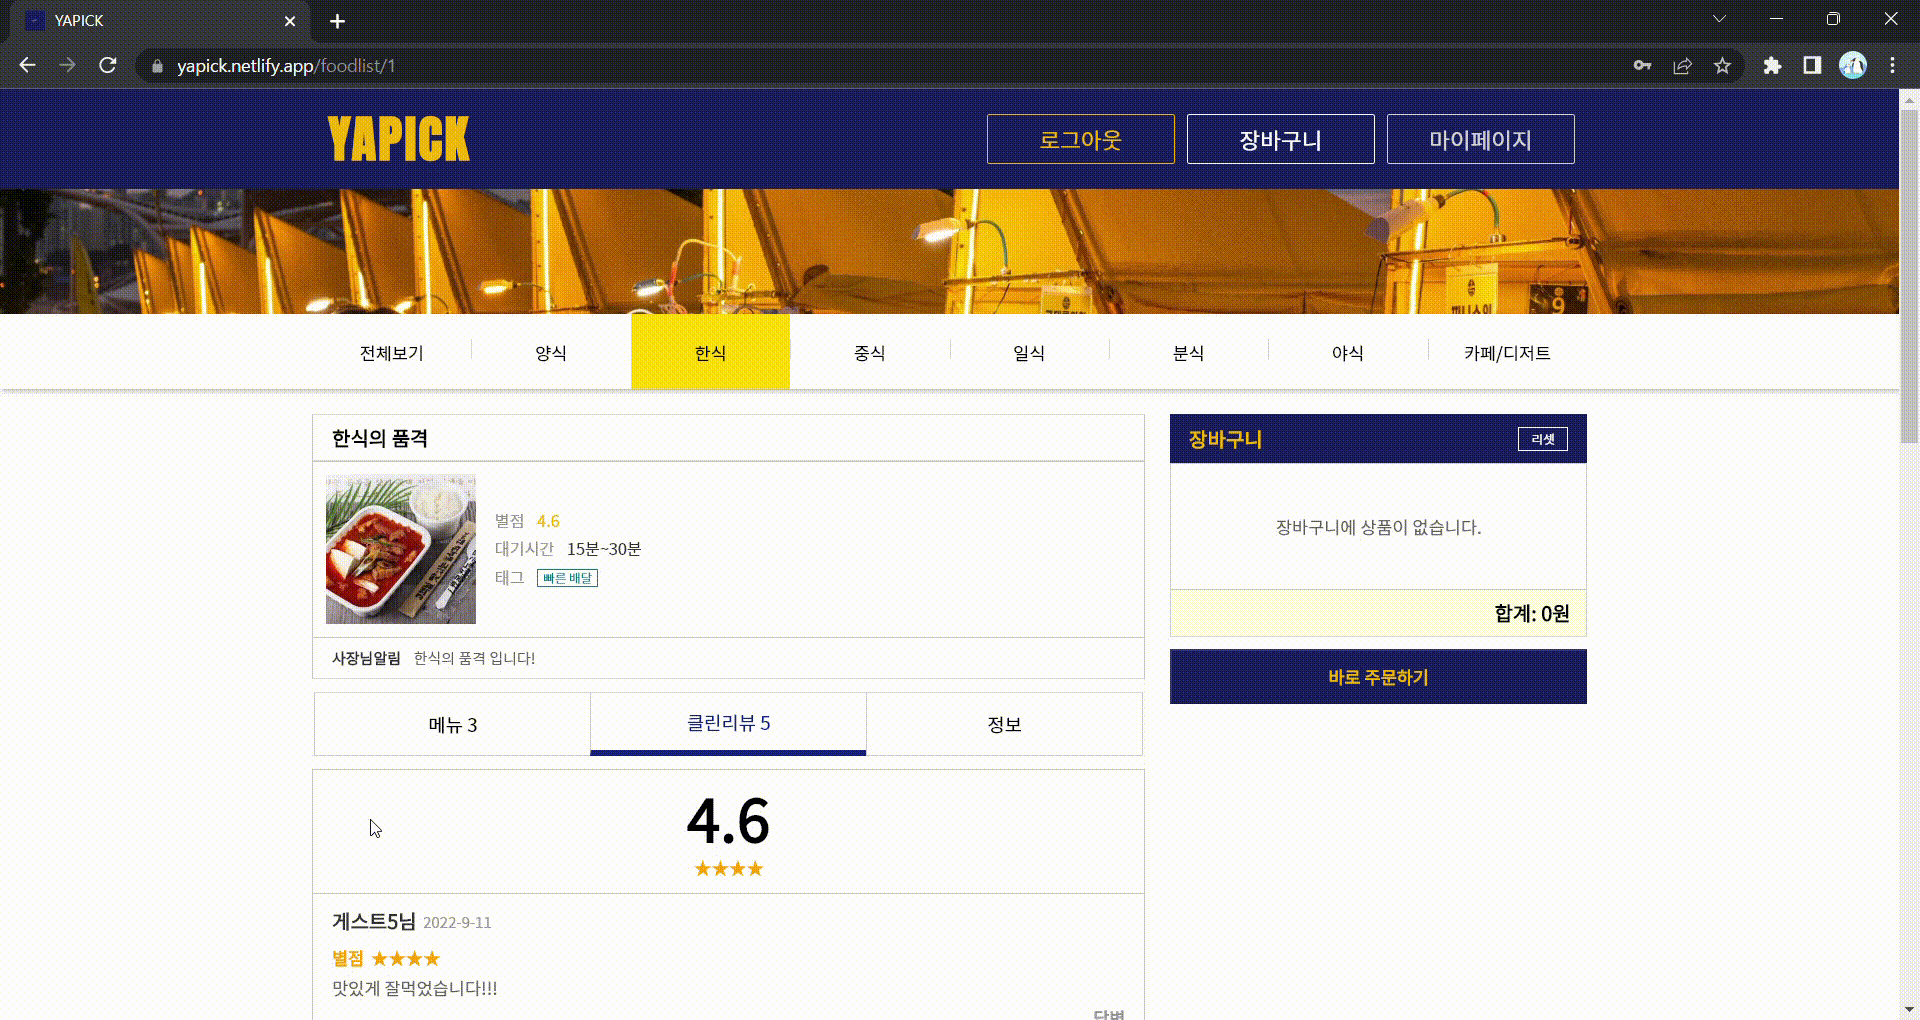 YAPICK
yapick.netlify.app/foodlist/1
YAPICK
로그아웃
장바구니
마이페이지
9
전체보기
양식
한식
중식
일식
분식
야식
카페/디저트
한식의 품격
별점 4.6
대기시간 15분~30분
태그 빠른 배달
사장님알림 한식의 품격 입니다!
메뉴 3
클린리뷰 5
정보
4.6
★★★★
게스트5님 2022-9-11
별점 ★★★★
맛있게 잘먹었습니다!!!
답변
장바구니
리셋
장바구니에 상품이 없습니다.
합계: 0원
바로 주문하기